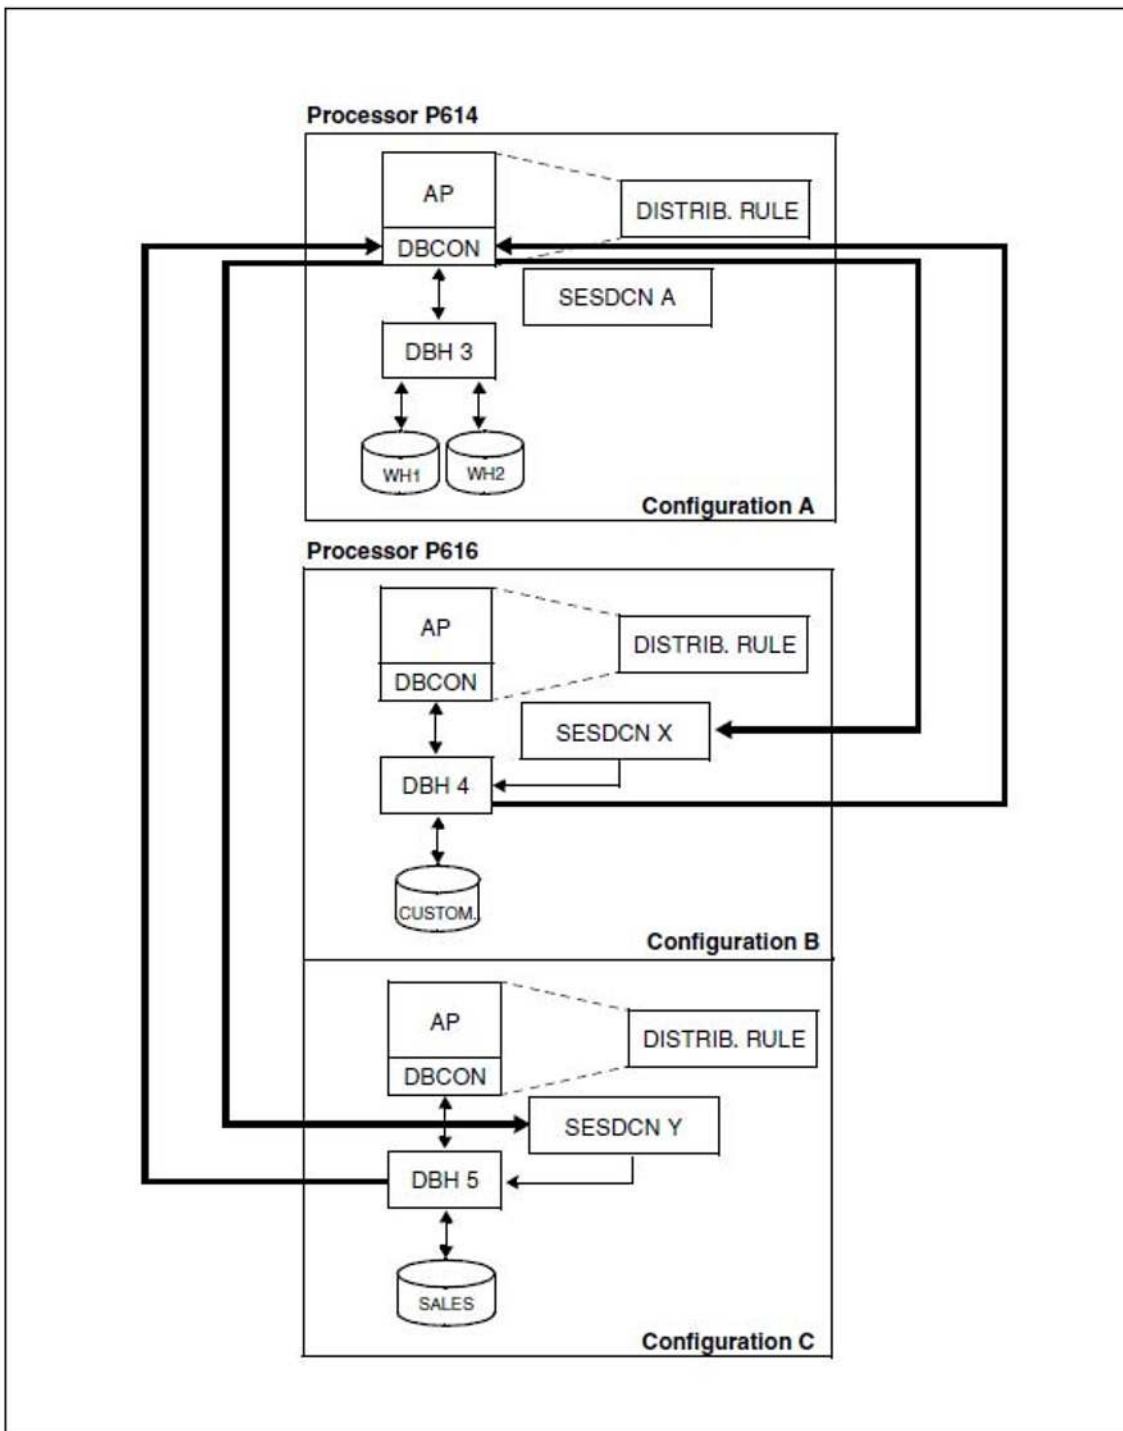 Processor P614
AP
DISTRIB. RULE
DBCON
SESDCN A
DBH 3
WH1
WH2
Configuration A
Processor P616
AP
DISTRIB. RULE
DBCON
SESDCN X
DBH 4
CUSTOM.
Configuration B
AP
DISTRIB. RULE
DBCON
SESDCN Y
DBH 5
SALES
Configuration C